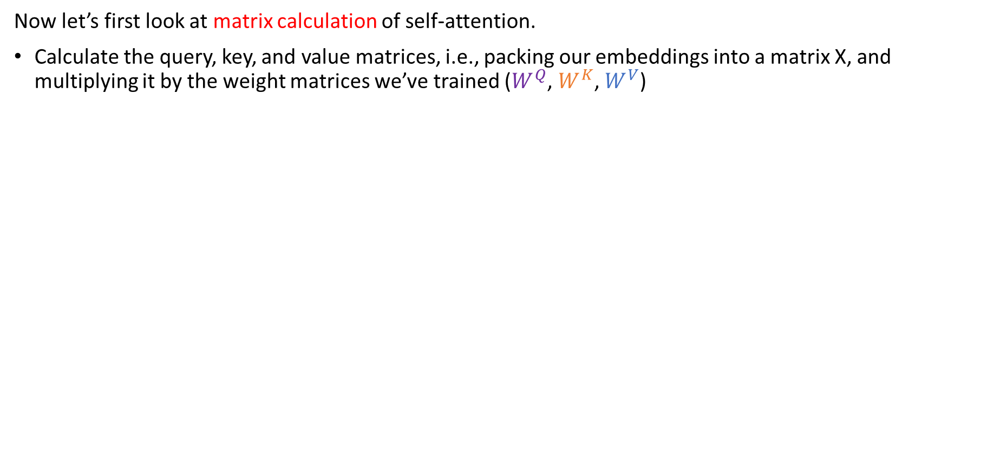 Now let’s first look at matrix calculation of self-attention.
• Calculate the query, key, and value matrices, i.e., packing our embeddings into a matrix X, and
multiplying it by the weight matrices we’ve trained (W^Q, W^K, W^V)